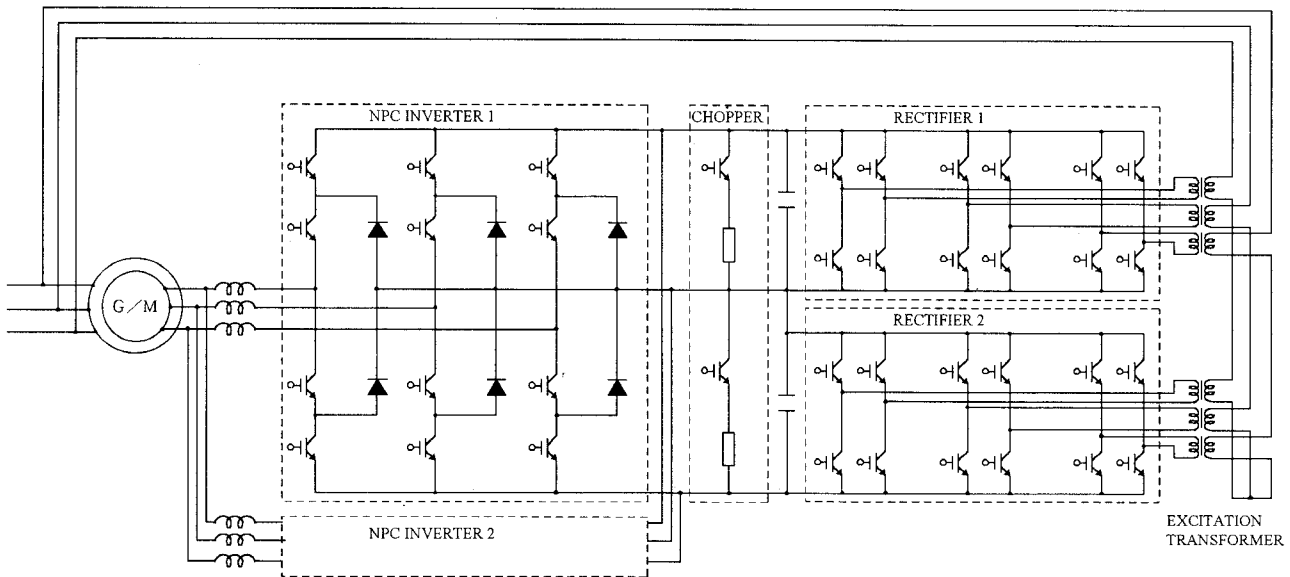 NPC INVERTER 1
CHOPPER
RECTIFIER 1
G/M
RECTIFIER 2
NPC INVERTER 2
EXCITATION
TRANSFORMER